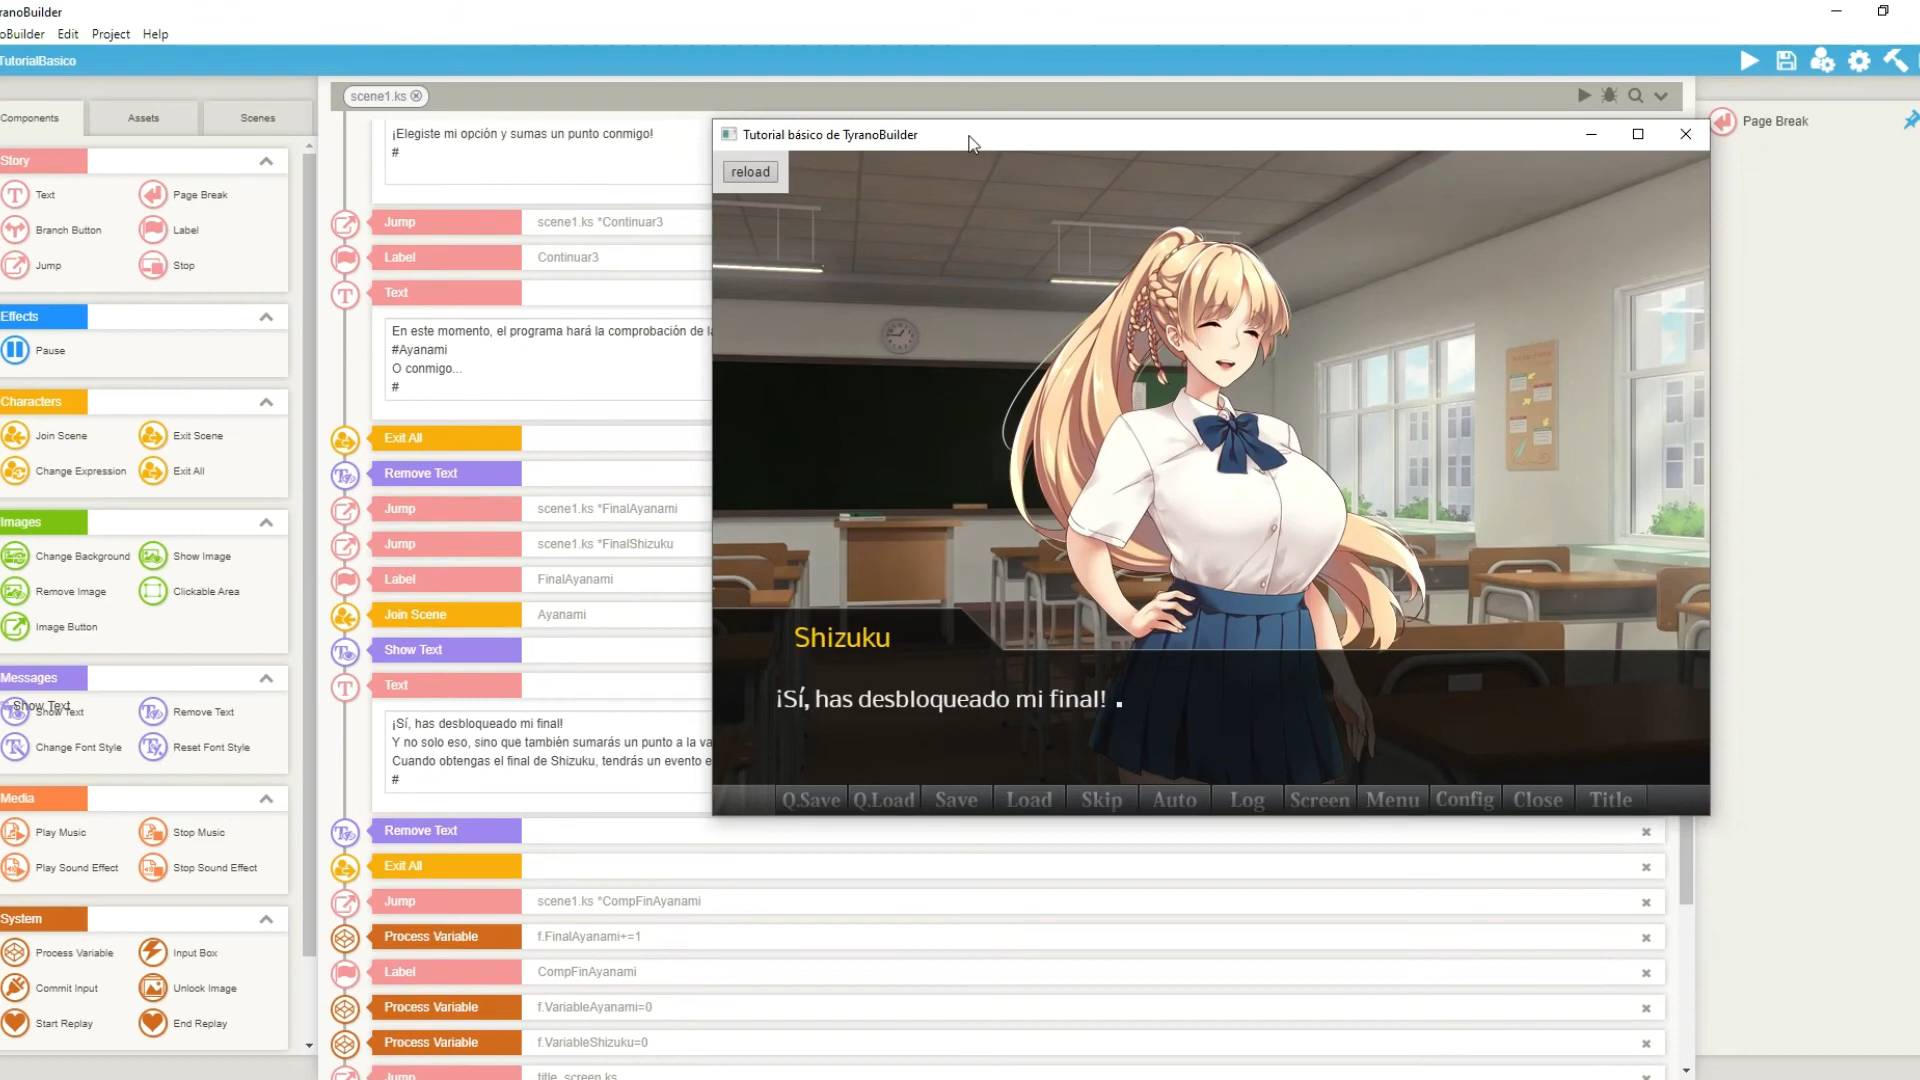 ranoBuilder
oBuilder Edit Project Help
TutorialBasico
Components Assets Scenes
Story
Text Page Break
Branch Button Label
Jump Stop
Effects
Pause
Characters
Join Scene Exit Scene
Change Expression Exit All
Images
Change Background Show Image
Remove Image Clickable Area
Image Button
Messages
Show Text
Show Text Remove Text
Change Font Style Reset Font Style
Media
Play Music Stop Music
Play Sound Effect Stop Sound Effect
System
Process Variable Input Box
Commit Input Unlock Image
Start Replay End Replay
scene1.ks
¡Elegiste mi opción y sumas un punto conmigo!
#
Jump scene1.ks *Continuar3
Label Continuar3
Text
En este momento, el programa hará la comprobación de la
#Ayanami
O conmigo...
#
Exit All
Remove Text
Jump scene1.ks *FinalAyanami
Jump scene1.ks *FinalShizuku
Label FinalAyanami
Join Scene Ayanami
Show Text
Text
¡Sí, has desbloqueado mi final!
Y no solo eso, sino que también sumarás un punto a la va
Cuando obtengas el final de Shizuku, tendrás un evento e
#
Remove Text
Exit All
Jump scene1.ks *CompFinAyanami
Process Variable f.FinalAyanami+=1
Label CompFinAyanami
Process Variable f.VariableAyanami=0
Process Variable f.VariableShizuku=0
Jump title_screen.ks
Tutorial básico de TyranoBuilder
reload
Shizuku
¡Sí, has desbloqueado mi final!
Q.Save Q.Load Save Load Skip Auto Log Screen Menu Config Close Title
Page Break